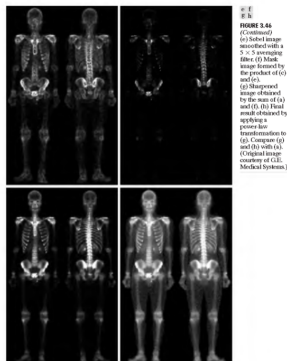 e f
g h
FIGURE 3.46
(Continued)
(e) Sobel image
smoothed with a
5 × 5 averaging
filter. (f) Mask
image formed by
the product of (c)
and (e).
(g) Sharpened
image obtained
by the sum of (a)
and (f). (h) Final
result obtained by
applying a
power-law
transformation to
(g). Compare (g)
and (h) with (a).
(Original image
courtesy of G.E.
Medical Systems.)